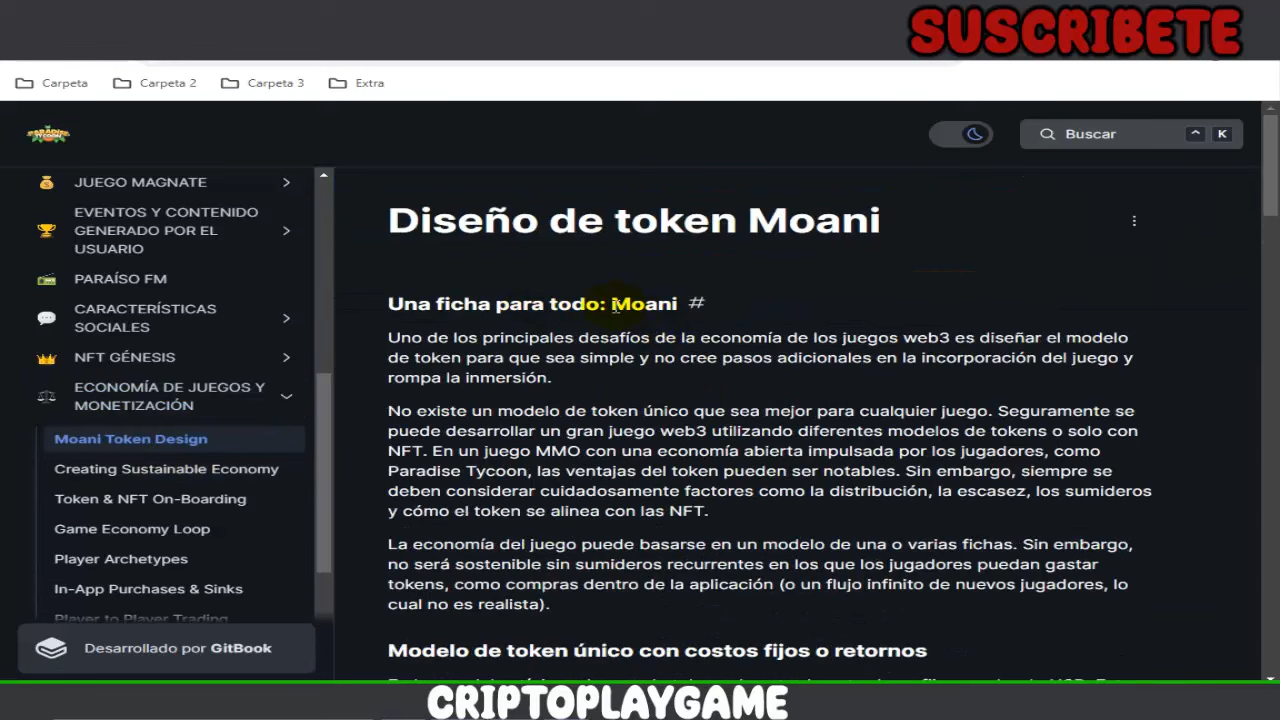 SUSCRIBETE
Carpeta
Carpeta 2
Carpeta 3
Extra
PARADISE
TYCOON
Buscar
^
K
JUEGO MAGNATE
EVENTOS Y CONTENIDO
GENERADO POR EL
USUARIO
PARAÍSO FM
CARACTERÍSTICAS
SOCIALES
NFT GÉNESIS
ECONOMÍA DE JUEGOS Y
MONETIZACIÓN
Moani Token Design
Creating Sustainable Economy
Token & NFT On-Boarding
Game Economy Loop
Player Archetypes
In-App Purchases & Sinks
Player to Player Trading
Desarrollado por GitBook
Diseño de token Moani
Una ficha para todo: Moani #
Uno de los principales desafíos de la economía de los juegos web3 es diseñar el modelo
de token para que sea simple y no cree pasos adicionales en la incorporación del juego y
rompa la inmersión.
No existe un modelo de token único que sea mejor para cualquier juego. Seguramente se
puede desarrollar un gran juego web3 utilizando diferentes modelos de tokens o solo con
NFT. En un juego MMO con una economía abierta impulsada por los jugadores, como
Paradise Tycoon, las ventajas del token pueden ser notables. Sin embargo, siempre se
deben considerar cuidadosamente factores como la distribución, la escasez, los sumideros
y cómo el token se alinea con las NFT.
La economía del juego puede basarse en un modelo de una o varias fichas. Sin embargo,
no será sostenible sin sumideros recurrentes en los que los jugadores puedan gastar
tokens, como compras dentro de la aplicación (o un flujo infinito de nuevos jugadores, lo
cual no es realista).
Modelo de token único con costos fijos o retornos
CRIPTOPLAYGAME